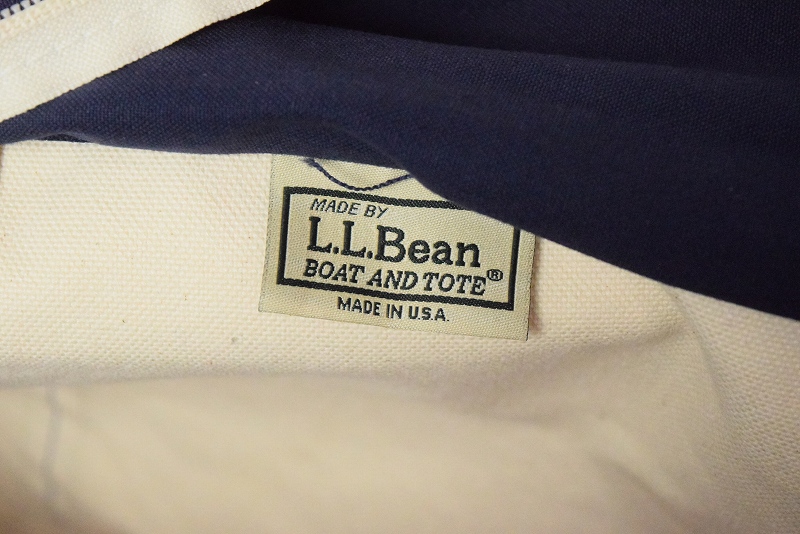 MADE BY
L.L.Bean
BOAT AND TOTE®
MADE IN U.S.A.